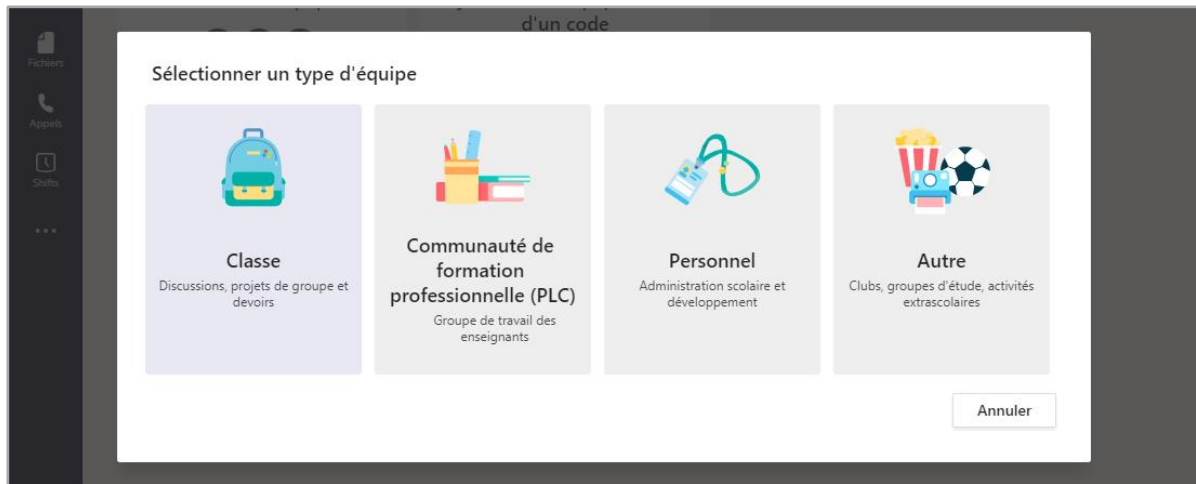 d'un code
Fichiers
Appels
Shifts
Sélectionner un type d'équipe
Classe
Discussions, projets de groupe et
devoirs
Communauté de
formation
professionnelle (PLC)
Groupe de travail des
enseignants
Personnel
Administration scolaire et
développement
Autre
Clubs, groupes d'étude, activités
extrascolaires
Annuler